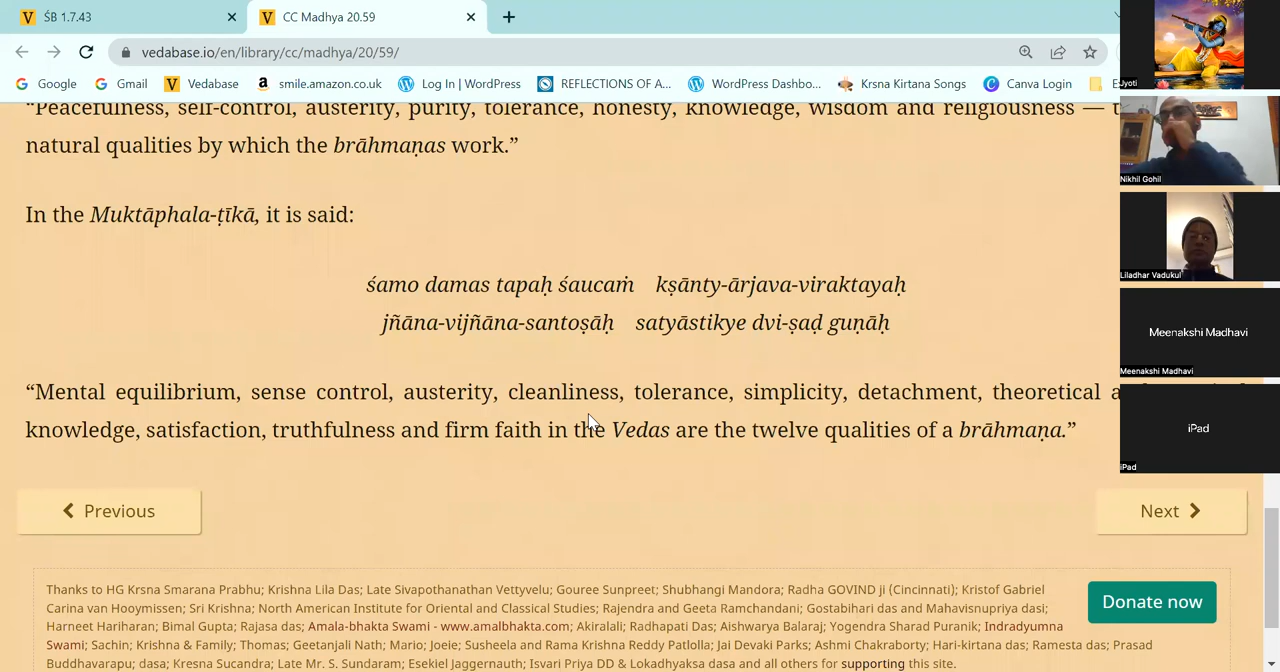 ŚB 1.7.43
CC Madhya 20.59
vedabase.io/en/library/cc/madhya/20/59/
Google Gmail Vedabase smile.amazon.co.uk Log In | WordPress REFLECTIONS OF A... WordPress Dashbo... Krsna Kirtana Songs Canva Login
“Peacefulness, self-control, austerity, purity, tolerance, honesty, knowledge, wisdom and religiousness —
natural qualities by which the brāhmaṇas work.”
In the Muktāphala-ṭīkā, it is said:
śamo damas tapaḥ śaucaṁ kṣānty-ārjava-viraktayaḥ
jñāna-vijñāna-santoṣāḥ satyāstikye dvi-ṣaḍ guṇāḥ
“Mental equilibrium, sense control, austerity, cleanliness, tolerance, simplicity, detachment, theoretical
knowledge, satisfaction, truthfulness and firm faith in the Vedas are the twelve qualities of a brāhmaṇa.”
Previous
Next
Thanks to HG Krsna Smarana Prabhu; Krishna Lila Das; Late Sivapothanathan Vettyvelu; Gouree Sunpreet; Shubhangi Mandora; Radha GOVIND ji (Cincinnati); Kristof Gabriel
Carina van Hooymissen; Sri Krishna; North American Institute for Oriental and Classical Studies; Rajendra and Geeta Ramchandani; Gostabihari das and Mahavisnupriya dasi;
Harneet Hariharan; Bimal Gupta; Rajasa das; Amala-bhakta Swami - www.amalbhakta.com; Akiralali; Radhapati Das; Aishwarya Balaraj; Yogendra Sharad Puranik; Indradyumna
Swami; Sachin; Krishna & Family; Thomas; Geetanjali Nath; Mario; Joeie; Susheela and Rama Krishna Reddy Patlolla; Jai Devaki Parks; Ashmi Chakraborty; Hari-kirtana das; Ramesta das; Prasad
Buddhavarapu; dasa; Kresna Sucandra; Late Mr. S. Sundaram; Esekiel Jaggernauth; Isvari Priya DD & Lokadhyaksa dasa and all others for supporting this site.
Donate now
Jyoti
Nikhil Gohil
Liladhar Vadukul
Meenakshi Madhavi
Meenakshi Madhavi
iPad
iPad